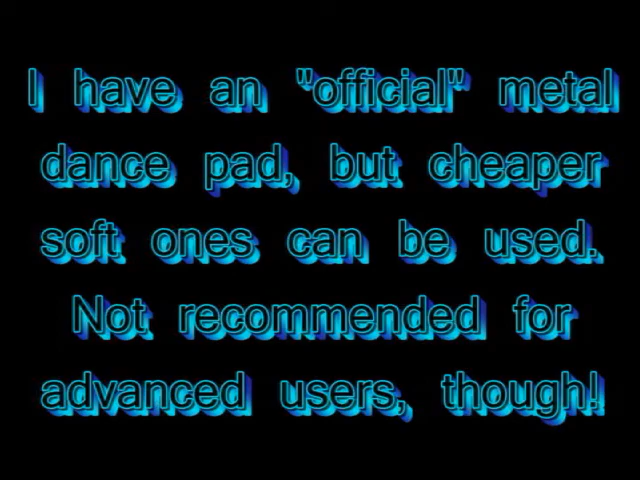 I have an "official" metal
dance pad, but cheaper
soft ones can be used.
Not recommended for
advanced users, though!